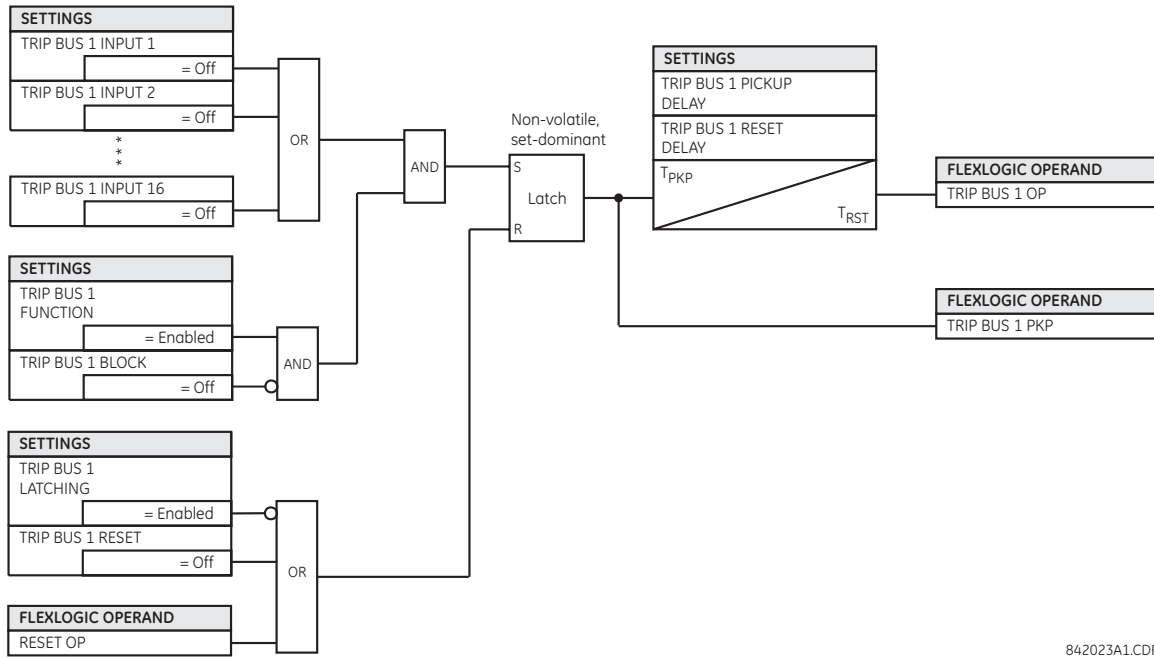 SETTINGS
TRIP BUS 1 INPUT 1
= Off
TRIP BUS 1 INPUT 2
= Off
***
TRIP BUS 1 INPUT 16
= Off
OR
SETTINGS
TRIP BUS 1
FUNCTION
= Enabled
TRIP BUS 1 BLOCK
= Off
AND
AND
SETTINGS
TRIP BUS 1
LATCHING
= Enabled
TRIP BUS 1 RESET
= Off
OR
FLEXLOGIC OPERAND
RESET OP
Non-volatile,
set-dominant
S
Latch
R
SETTINGS
TRIP BUS 1 PICKUP
DELAY
TRIP BUS 1 RESET
DELAY
TPKP
TRST
FLEXLOGIC OPERAND
TRIP BUS 1 OP
FLEXLOGIC OPERAND
TRIP BUS 1 PKP
842023A1.CDR